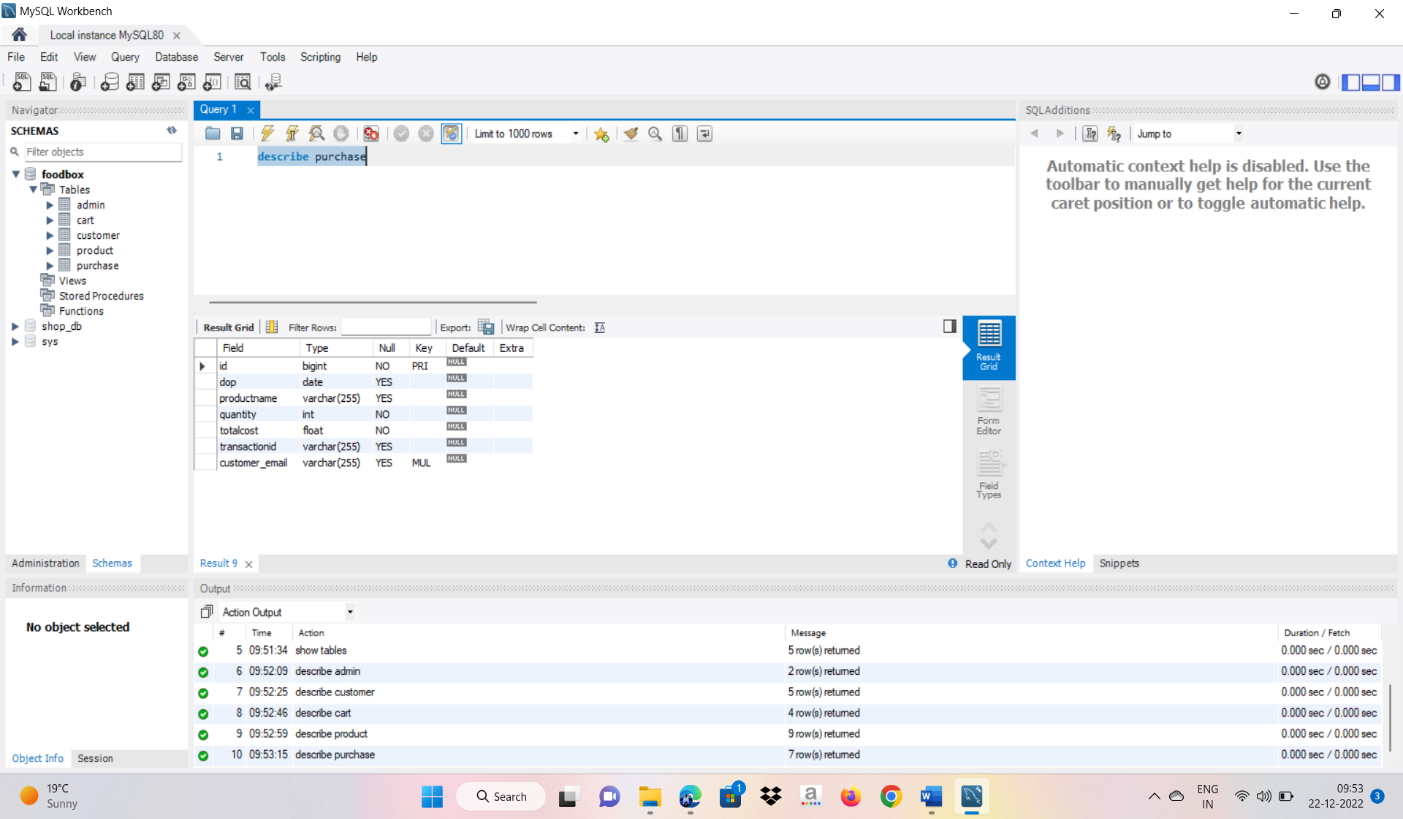 MySQL Workbench
Local instance MySQL80
File Edit View Query Database Server Tools Scripting Help
Navigator
SCHEMAS
Filter objects
foodbox
Tables
admin
cart
customer
product
purchase
Views
Stored Procedures
Functions
shop_db
sys
Administration Schemas
Information
No object selected
Object Info Session
Query 1
Limit to 1000 rows
1 describe purchase
Result Grid Filter Rows: Export: Wrap Cell Content:
Field Type Null Key Default Extra
id bigint NO PRI NULL
dop date YES NULL
productname varchar(255) YES NULL
quantity int NO NULL
totalcost float NO NULL
transactionid varchar(255) YES NULL
customer_email varchar(255) YES MUL NULL
Result
Grid
Form
Editor
Field
Types
Result 9
Read Only
SQLAdditions
Jump to
Automatic context help is disabled. Use the
toolbar to manually get help for the current
caret position or to toggle automatic help.
Context Help Snippets
Output
Action Output
# Time Action Message Duration / Fetch
5 09:51:34 show tables 5 row(s) returned 0.000 sec / 0.000 sec
6 09:52:09 describe admin 2 row(s) returned 0.000 sec / 0.000 sec
7 09:52:25 describe customer 5 row(s) returned 0.000 sec / 0.000 sec
8 09:52:46 describe cart 4 row(s) returned 0.000 sec / 0.000 sec
9 09:52:59 describe product 9 row(s) returned 0.000 sec / 0.000 sec
10 09:53:15 describe purchase 7 row(s) returned 0.000 sec / 0.000 sec
19°C
Sunny
Search
1
a
W
ENG
IN
09:53
22-12-2022
3